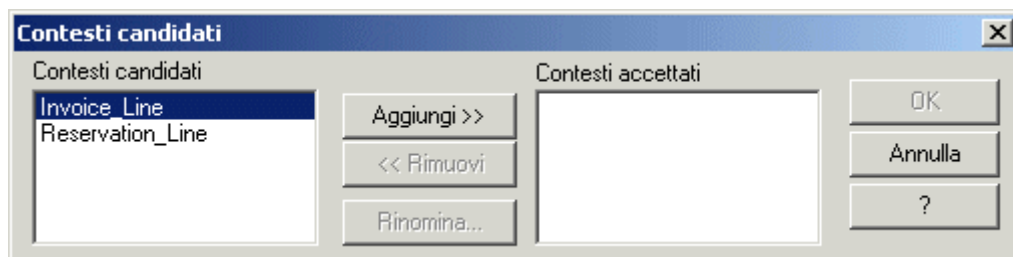 Contesti candidati
Contesti candidati
Invoice_Line
Reservation_Line
Aggiungi >>
<< Rimuovi
Rinomina...
Contesti accettati
OK
Annulla
?